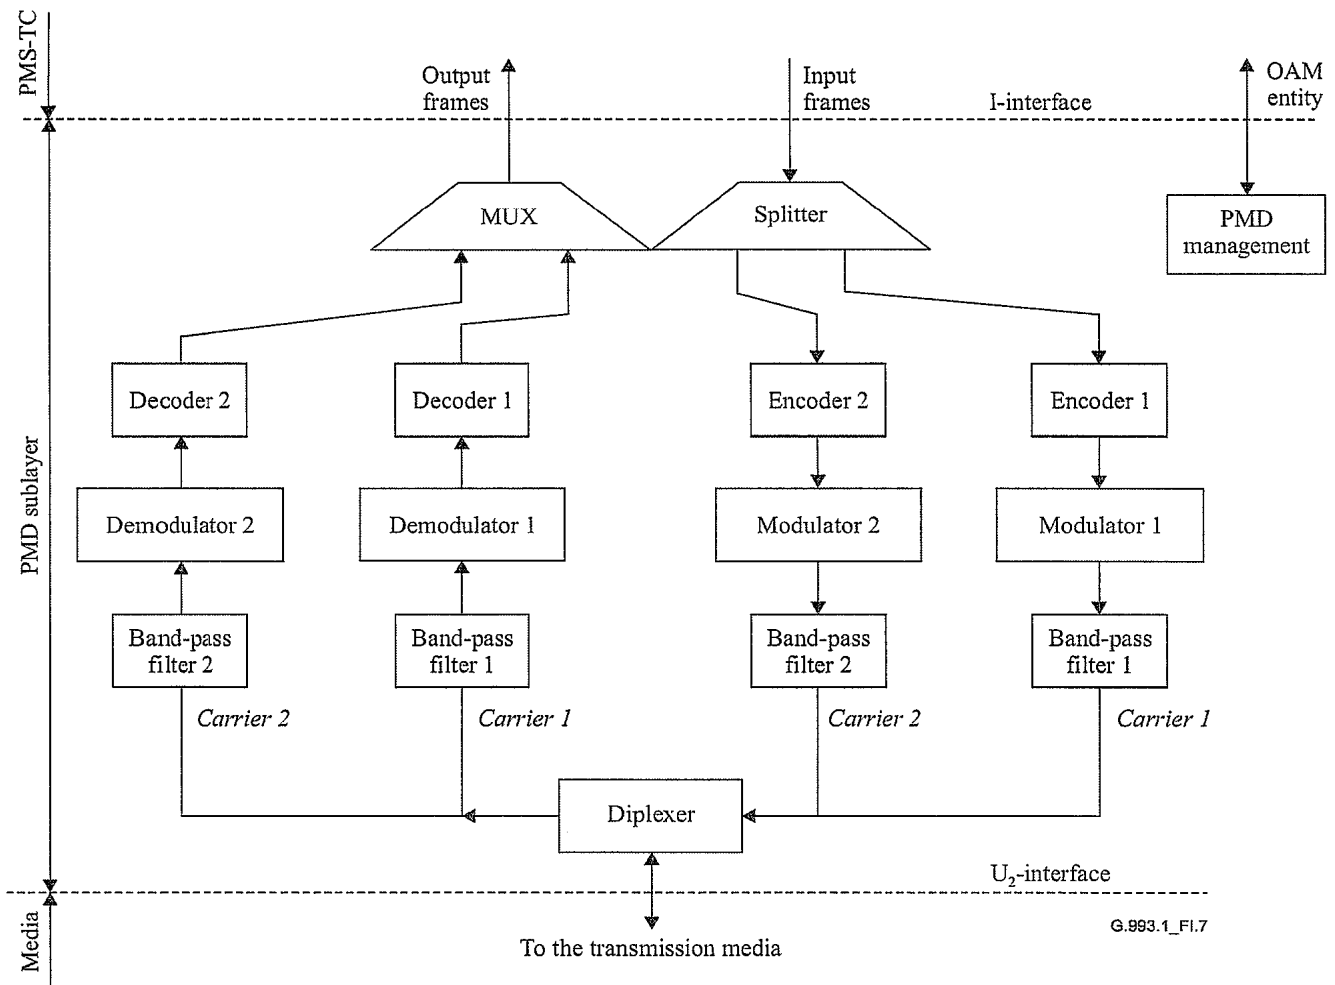 PMS-TC
Output
frames
Input
frames
I-interface
OAM
entity
MUX
Splitter
PMD
management
Decoder 2
Decoder 1
Encoder 2
Encoder 1
PMD sublayer
Demodulator 2
Demodulator 1
Modulator 2
Modulator 1
Band-pass
filter 2
Band-pass
filter 1
Band-pass
filter 2
Band-pass
filter 1
Carrier 2
Carrier 1
Carrier 2
Carrier 1
Diplexer
U₂-interface
Media
To the transmission media
G.993.1_FI.7